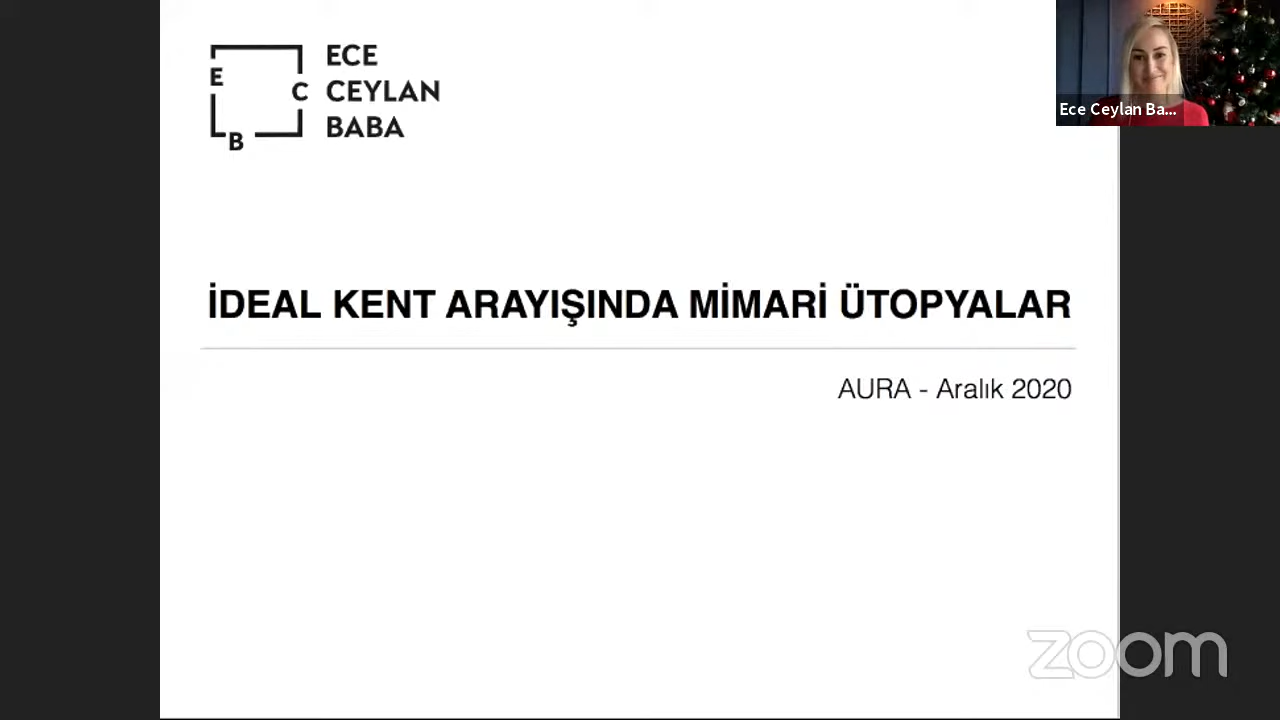 E
C
B
ECE
CEYLAN
BABA
Ece Ceylan Ba...
İDEAL KENT ARAYIŞINDA MİMARİ ÜTOPYALAR
AURA - Aralık 2020
zoom